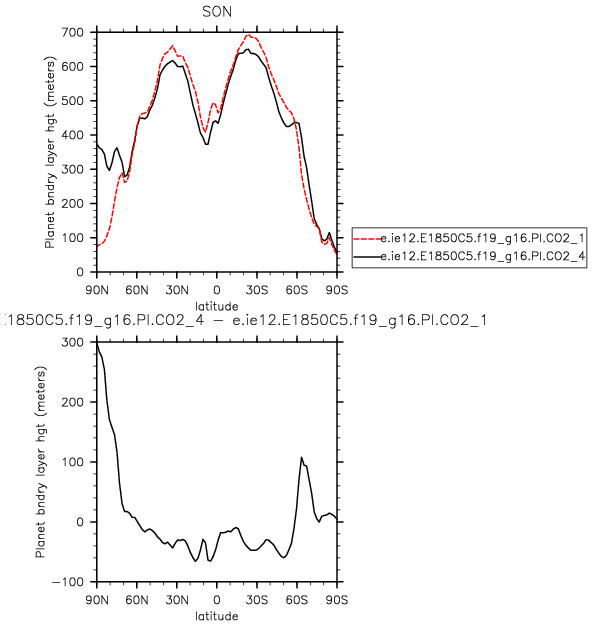 SON
Planet bndry layer hgt (meters)
700
600
500
400
300
200
100
0
90N 60N 30N 0 30S 60S 90S
latitude
e.ie12.E1850C5.f19_g16.PI.CO2_1
e.ie12.E1850C5.f19_g16.PI.CO2_4
.1850C5.f19_g16.PI.CO2_4 − e.ie12.E1850C5.f19_g16.PI.CO2_1
Planet bndry layer hgt (meters)
300
200
100
0
−100
90N 60N 30N 0 30S 60S 90S
latitude